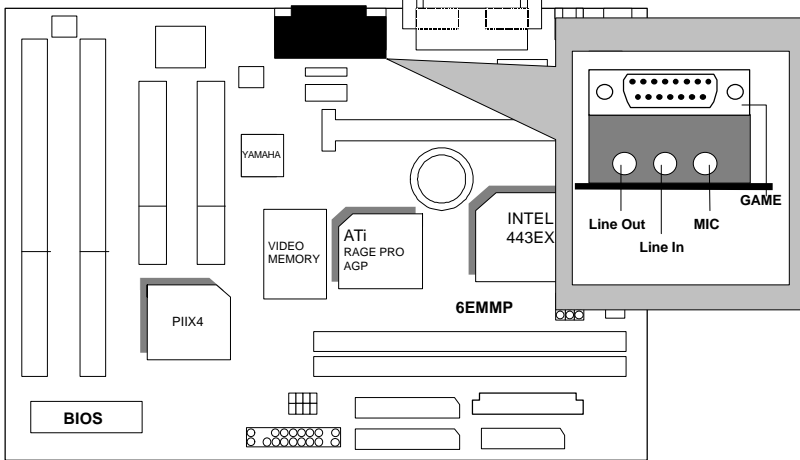 YAMAHA
VIDEO
MEMORY
ATi
RAGE PRO
AGP
INTEL
443EX
PIIX4
6EMMP
BIOS
Line Out
Line In
MIC
GAME